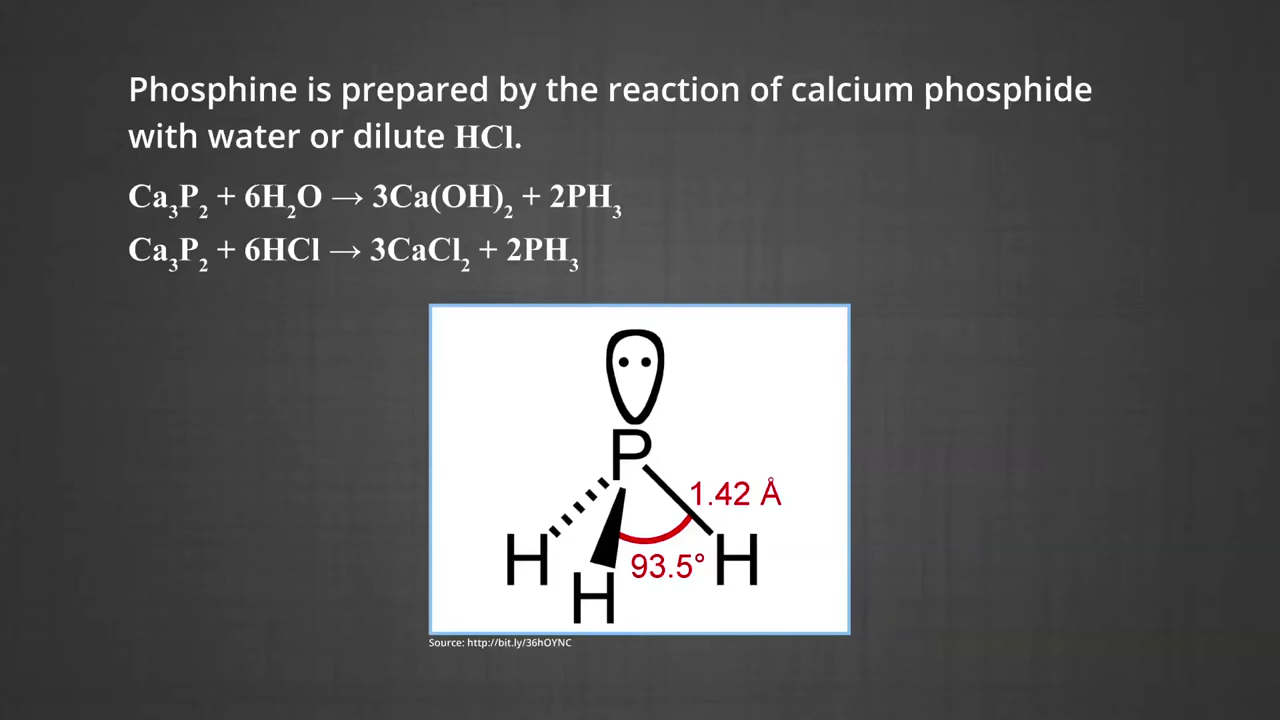 Phosphine is prepared by the reaction of calcium phosphide
with water or dilute HCl.
Ca₃P₂ + 6H₂O → 3Ca(OH)₂ + 2PH₃
Ca₃P₂ + 6HCl → 3CaCl₂ + 2PH₃
P
1.42 Å
H
93.5°
H
H
Source: http://bit.ly/36hOYNC